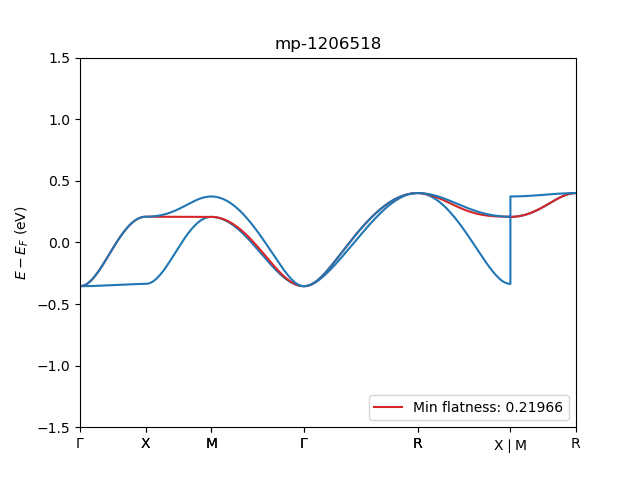 mp-1206518
1.5
1.0
0.5
0.0
−0.5
−1.0
−1.5
E − E_F (eV)
Min flatness: 0.21966
Γ X M Γ R X | M R